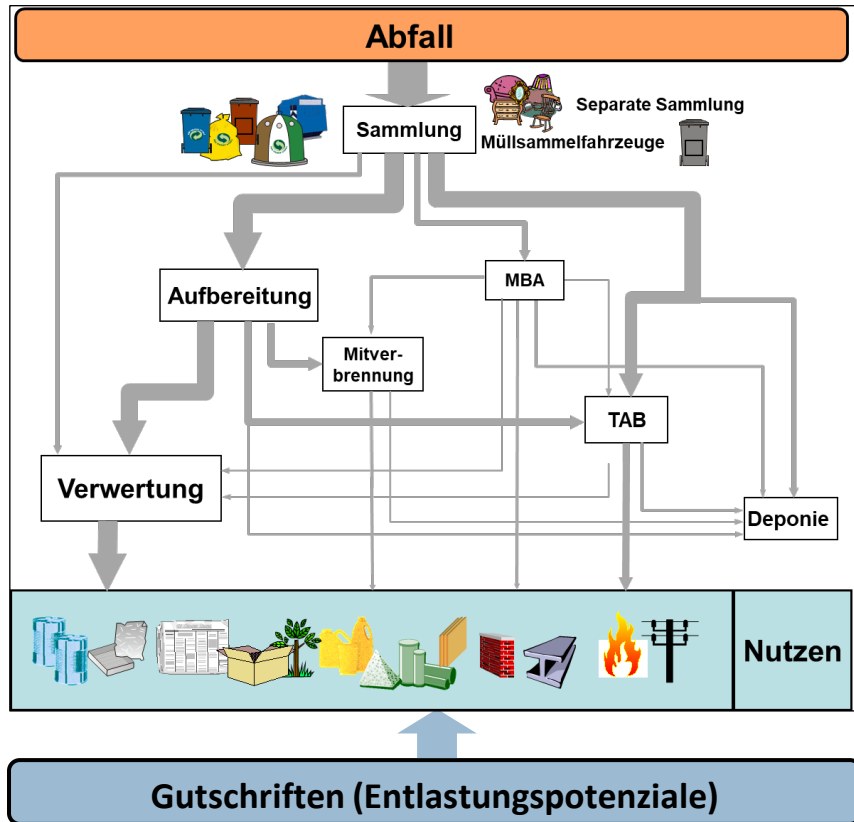 Abfall
Separate Sammlung
Sammlung
Müllsammelfahrzeuge
MBA
Aufbereitung
Mitver-
brennung
TAB
Verwertung
Deponie
Nutzen
Gutschriften (Entlastungspotenziale)